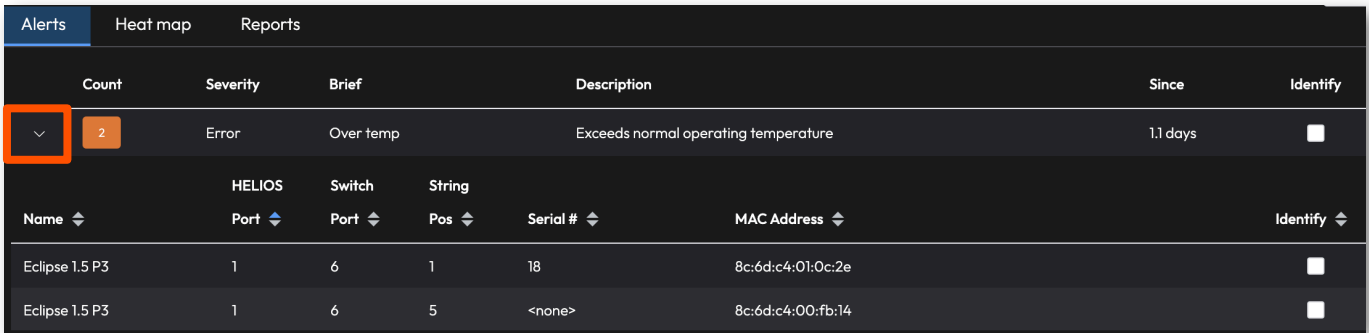 Alerts Heat map Reports
Count Severity Brief Description Since Identify
2 Error Over temp Exceeds normal operating temperature 1.1 days
HELIOS Switch String
Name Port Port Pos Serial # MAC Address Identify
Eclipse 1.5 P3 1 6 1 18 8c:6d:c4:01:0c:2e
Eclipse 1.5 P3 1 6 5 <none> 8c:6d:c4:00:fb:14